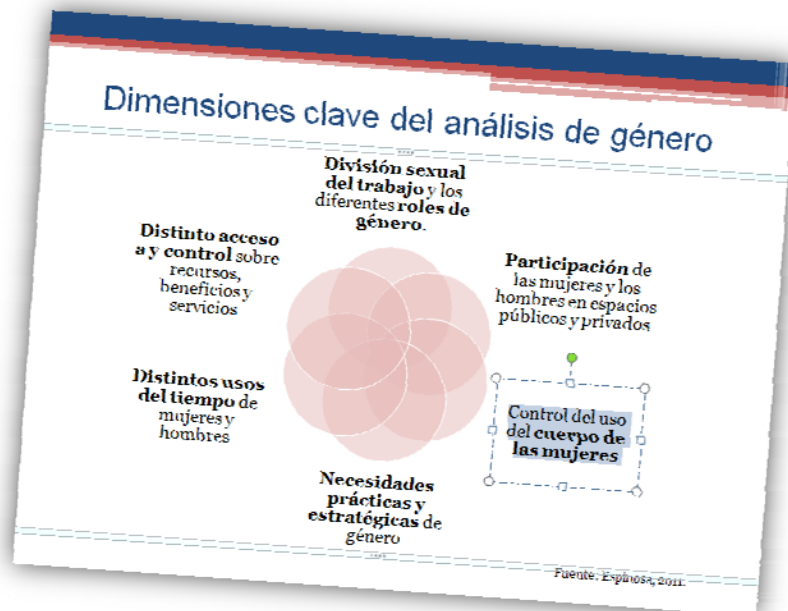 Dimensiones clave del análisis de género
División sexual
del trabajo y los
diferentes roles de
género.
Participación de
las mujeres y los
hombres en espacios
públicos y privados
Control del uso
del cuerpo de
las mujeres
Necesidades
prácticas y
estratégicas de
género
Distintos usos
del tiempo de
mujeres y
hombres
Distinto acceso
a y control sobre
recursos,
beneficios y
servicios
Fuente: Espinosa, 2011.